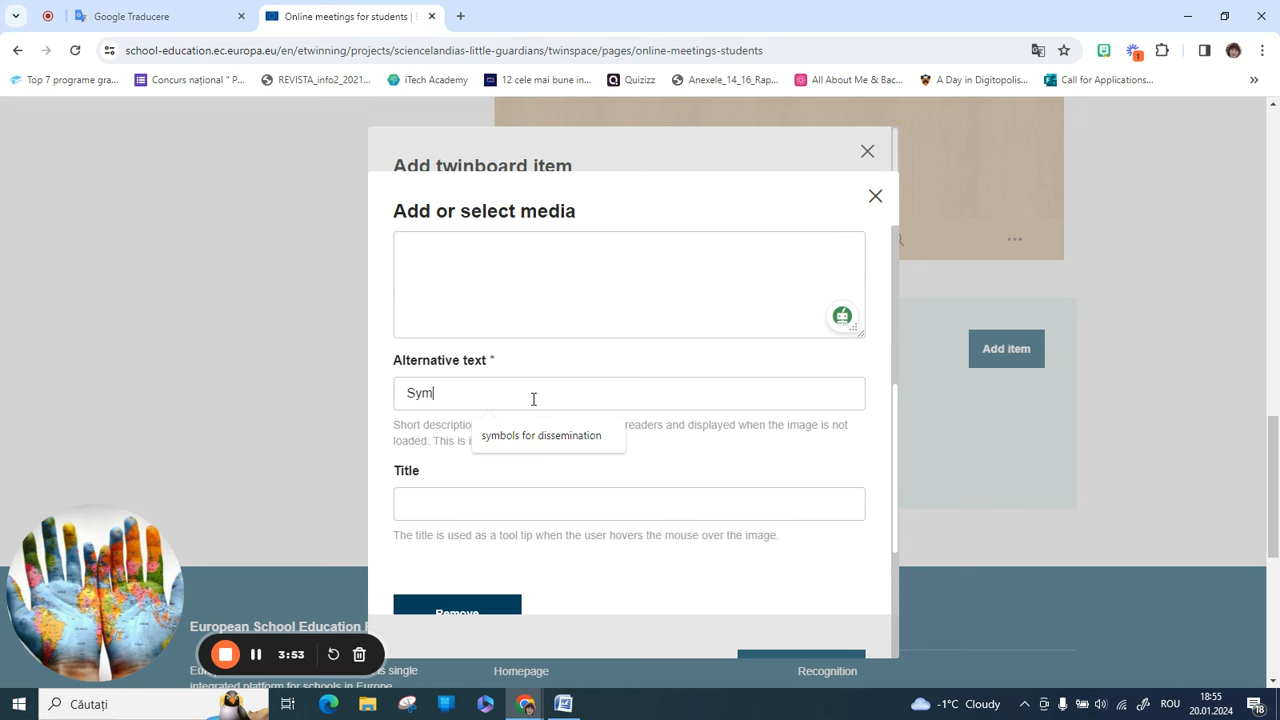 Google Traducere
Online meetings for students |
school-education.ec.europa.eu/en/etwinning/projects/sciencelandias-little-guardians/twinspace/pages/online-meetings-students
1
Top 7 programe gra...
Concurs national " P...
REVISTA_info2_2021...
iTech Academy
12 cele mai bune in...
Quizizz
Anexele_14_16_Rap...
All About Me & Bac...
A Day in Digitopolis...
Call for Applications...
Add twinboard item
Add or select media
Alternative text *
Sym
Short descriptio
readers and displayed when the image is not
loaded. This is i
symbols for dissemination
Title
The title is used as a tool tip when the user hovers the mouse over the image.
Remove
Add item
European School Education
3:53
s single
integrated platform for schools in Europe
Homepage
Recognition
Căutați
-1°C Cloudy
ROU
18:55
20.01.2024
18